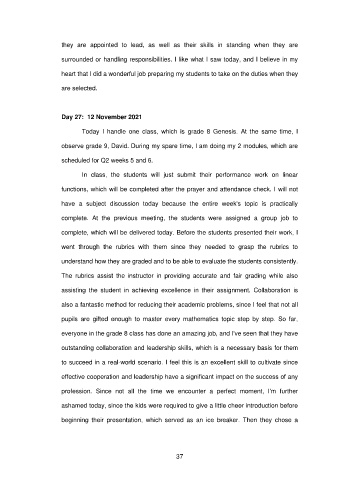 they are appointed to lead, as well as their skills in standing when they are
surrounded or handling responsibilities, I like what I saw today, and I believe in my
heart that I did a wonderful job preparing my students to take on the duties when they
are selected.
Day 27: 12 November 2021
Today I handle one class, which is grade 8 Genesis. At the same time, I
observe grade 9, David. During my spare time, I am doing my 2 modules, which are
scheduled for Q2 weeks 5 and 6.
In class, the students will just submit their performance work on linear
functions, which will be completed after the prayer and attendance check. I will not
have a subject discussion today because the entire week's topic is practically
complete. At the previous meeting, the students were assigned a group job to
complete, which will be delivered today. Before the students presented their work, I
went through the rubrics with them since they needed to grasp the rubrics to
understand how they are graded and to be able to evaluate the students consistently.
The rubrics assist the instructor in providing accurate and fair grading while also
assisting the student in achieving excellence in their assignment. Collaboration is
also a fantastic method for reducing their academic problems, since I feel that not all
pupils are gifted enough to master every mathematics topic step by step. So far,
everyone in the grade 8 class has done an amazing job, and I've seen that they have
outstanding collaboration and leadership skills, which is a necessary basis for them
to succeed in a real-world scenario. I feel this is an excellent skill to cultivate since
effective cooperation and leadership have a significant impact on the success of any
profession. Since not all the time we encounter a perfect moment, I'm further
ashamed today, since the kids were required to give a little cheer introduction before
beginning their presentation, which served as an ice breaker. Then they chose a
37